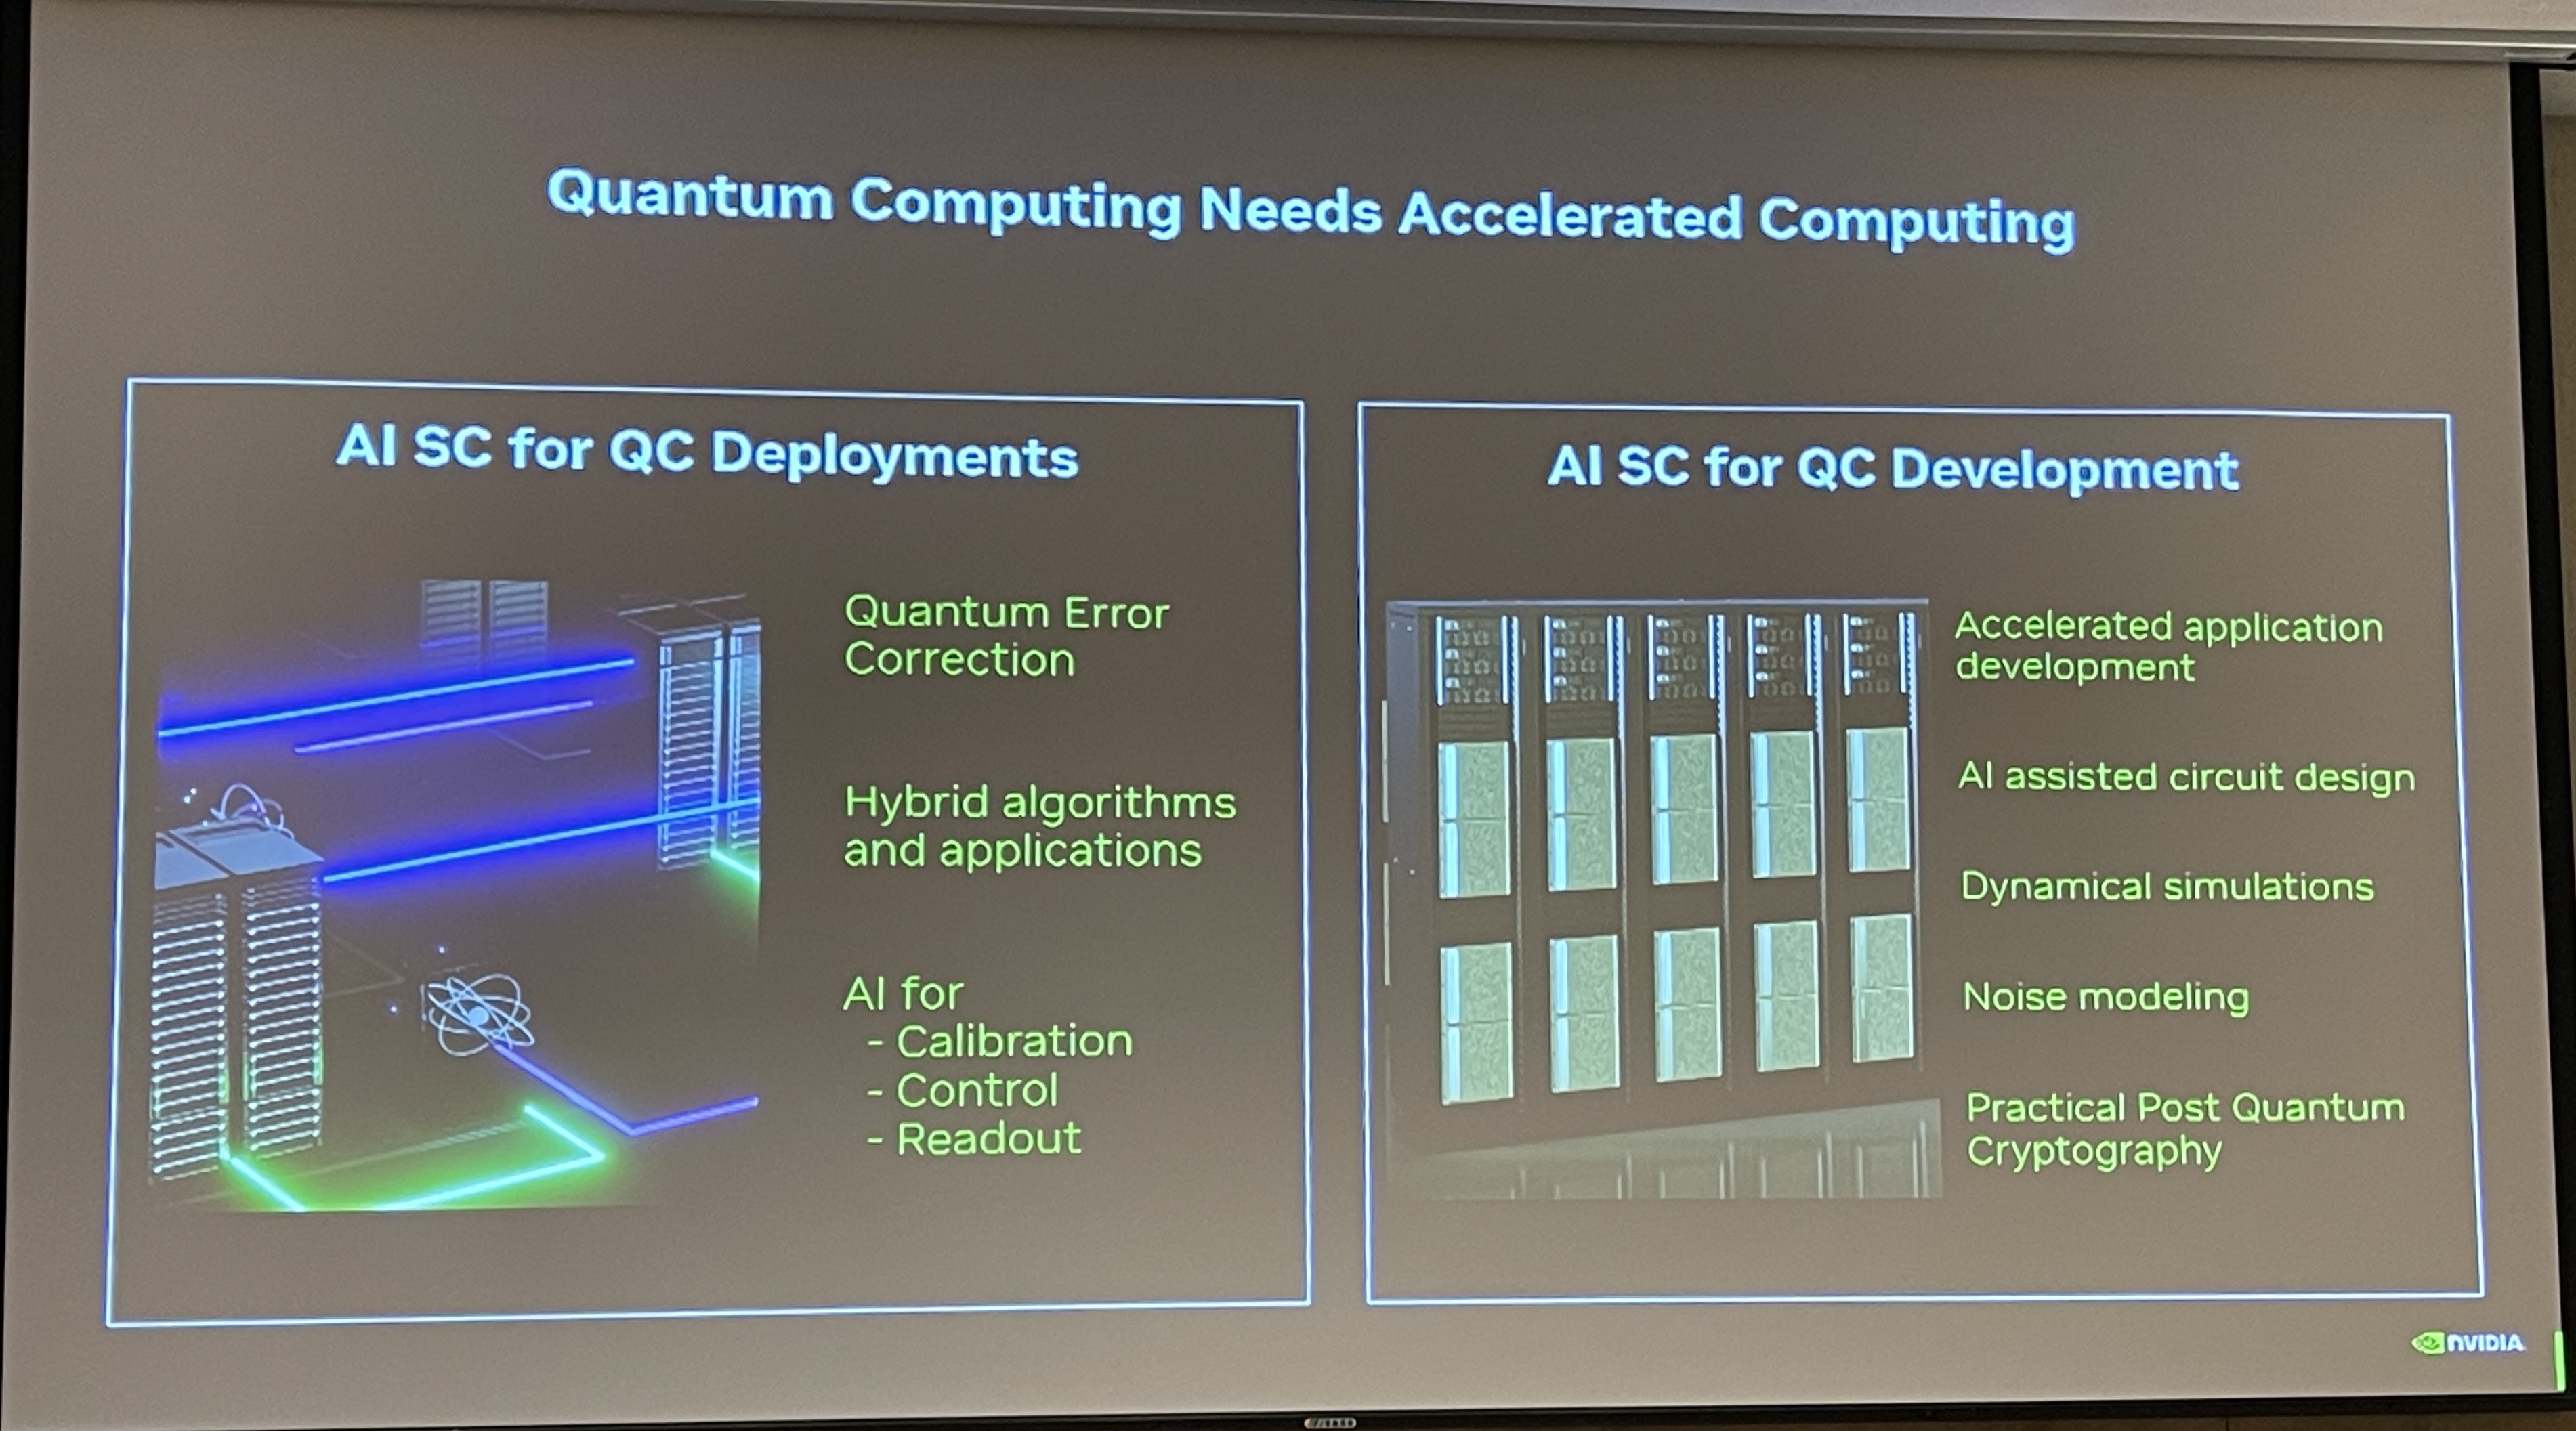 Quantum Computing Needs Accelerated Computing
AI SC for QC Deployments
Quantum Error
Correction
Hybrid algorithms
and applications
AI for
- Calibration
- Control
- Readout
AI SC for QC Development
Accelerated application
development
AI assisted circuit design
Dynamical simulations
Noise modeling
Practical Post Quantum
Cryptography
NVIDIA